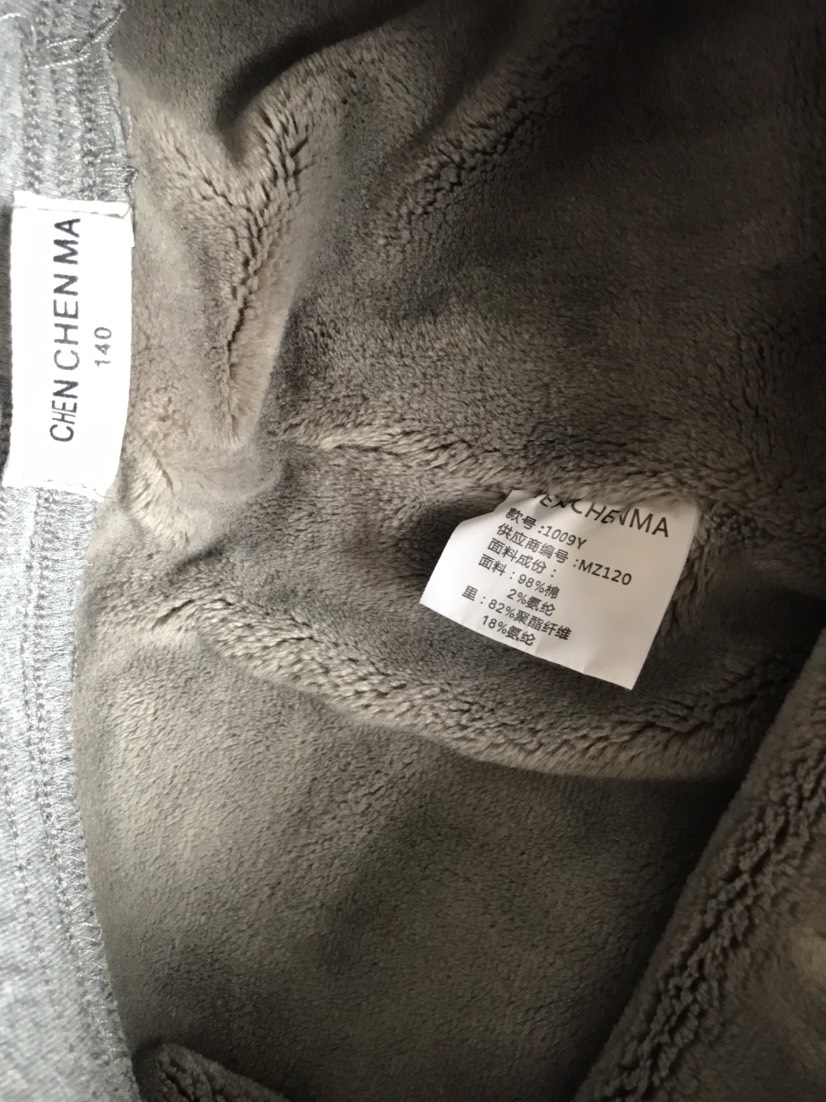 CHEN CHEN MA
140
CHENMA
款号:1009Y
供应商编号:MZ120
面料成份:
面料:98%棉
2%氨纶
里:82%聚酯纤维
18%氨纶